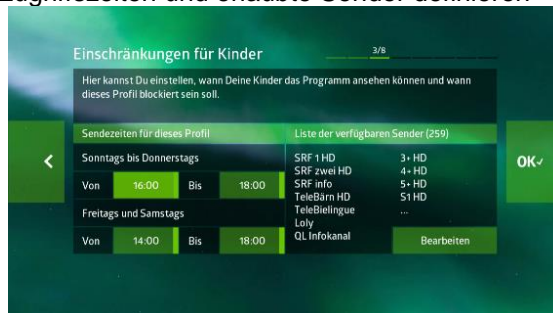 Zugriffszeiten und erlaubte Sender definieren
Einschränkungen für Kinder
3/8
Hier kannst Du einstellen, wann Deine Kinder das Programm ansehen können und wann
dieses Profil blockiert sein soll.
Sendezeiten für dieses Profil
Sonntags bis Donnerstags
Von 16:00 Bis 18:00
Freitags und Samstags
Von 14:00 Bis 18:00
Liste der verfügbaren Sender (259)
SRF 1 HD 3+ HD
SRF zwei HD 4+ HD
SRF info 5+ HD
TeleBärn HD S1 HD
TeleBielingue ...
Loly
QL Infokanal
Bearbeiten
OK